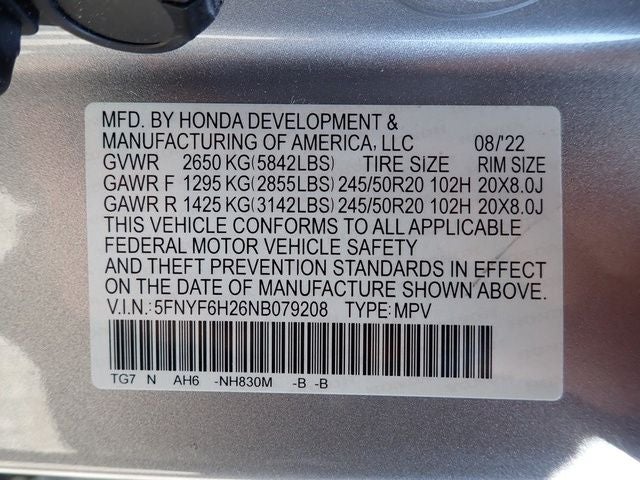 MFD. BY HONDA DEVELOPMENT &
MANUFACTURING OF AMERICA, LLC 08/'22
GVWR 2650 KG(5842LBS) TIRE SIZE RIM SIZE
GAWR F 1295 KG(2855LBS) 245/50R20 102H 20X8.0J
GAWR R 1425 KG(3142LBS) 245/50R20 102H 20X8.0J
THIS VEHICLE CONFORMS TO ALL APPLICABLE
FEDERAL MOTOR VEHICLE SAFETY
AND THEFT PREVENTION STANDARDS IN EFFECT
ON THE DATE OF MANUFACTURE SHOWN ABOVE.
V.I.N.: 5FNYF6H26NB079208 TYPE: MPV
TG7 N AH6 -NH830M -B -B